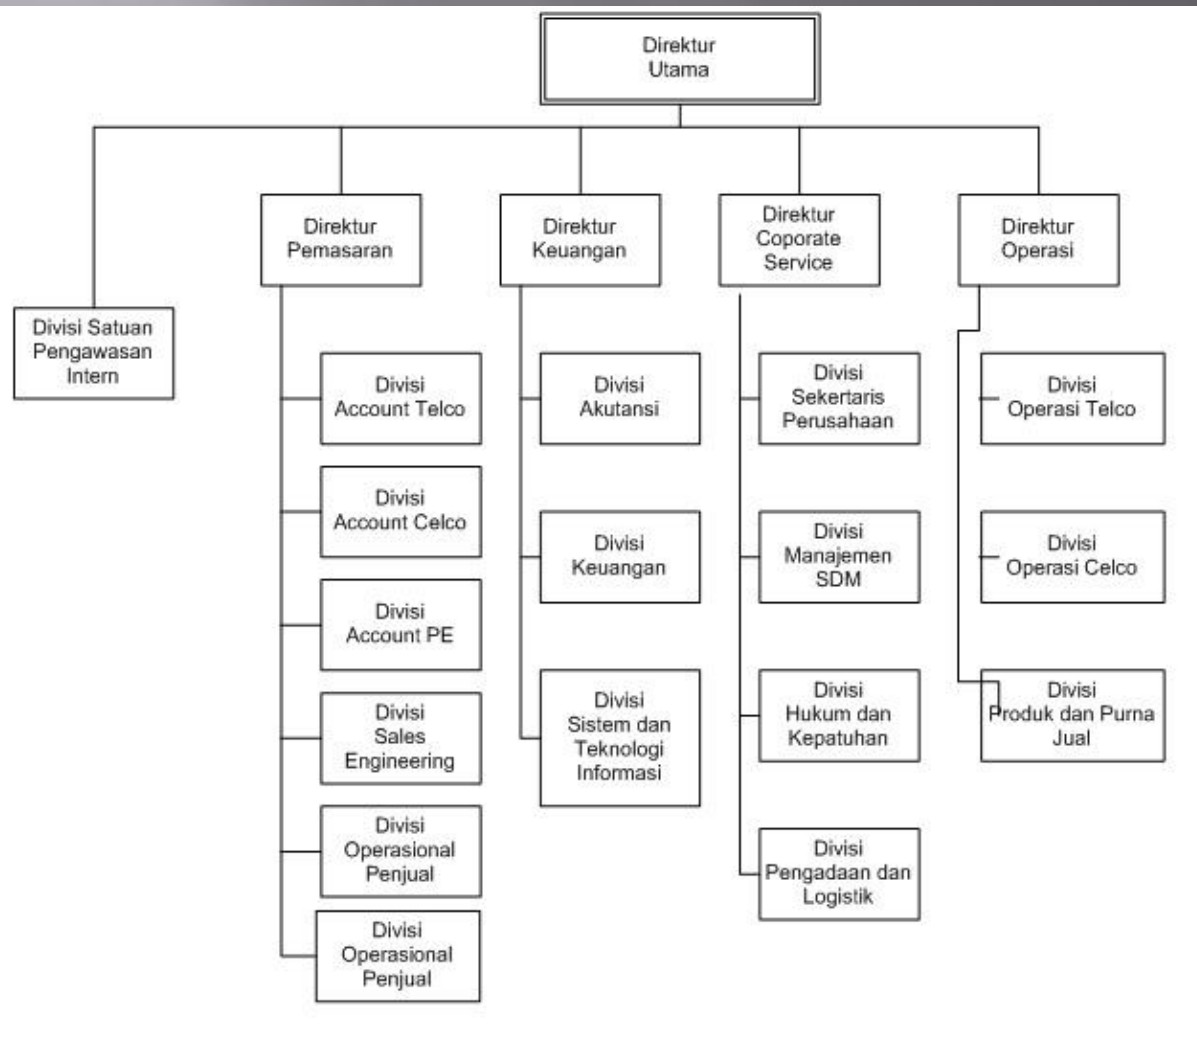 Direktur
Utama
Direktur
Pemasaran
Direktur
Keuangan
Direktur
Coporate
Service
Direktur
Operasi
Divisi Satuan
Pengawasan
Intern
Divisi
Account Telco
Divisi
Account Celco
Divisi
Account PE
Divisi
Sales
Engineering
Divisi
Operasional
Penjual
Divisi
Operasional
Penjual
Divisi
Akutansi
Divisi
Keuangan
Divisi
Sistem dan
Teknologi
Informasi
Divisi
Sekertaris
Perusahaan
Divisi
Manajemen
SDM
Divisi
Hukum dan
Kepatuhan
Divisi
Pengadaan dan
Logistik
Divisi
Operasi Telco
Divisi
Operasi Celco
Divisi
Produk dan Purna
Jual